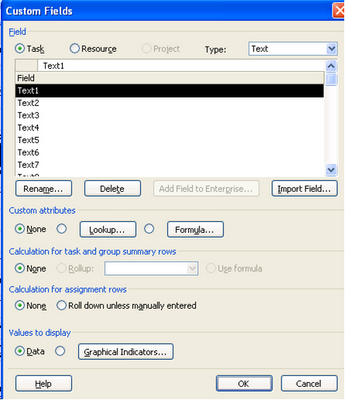 Custom Fields
Field
Task Resource Project Type: Text
Text1
Field
Text1
Text2
Text3
Text4
Text5
Text6
Text7
Rename... Delete Add Field to Enterprise... Import Field...
Custom attributes
None Lookup... Formula...
Calculation for task and group summary rows
None Rollup: Use formula
Calculation for assignment rows
None Roll down unless manually entered
Values to display
Data Graphical Indicators...
Help OK Cancel